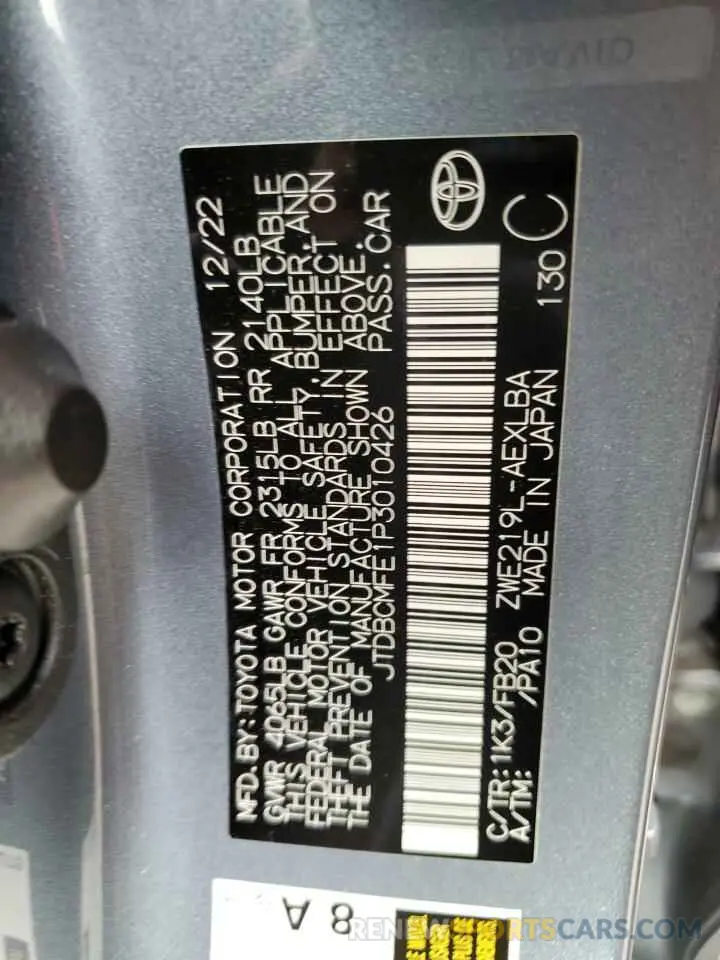 MFD. BY: TOYOTA MOTOR CORPORATION 12/22
GVWR 4065LB GAWR FR 2315LB RR 2140LB
THIS VEHICLE CONFORMS TO ALL APPLICABLE
FEDERAL MOTOR VEHICLE SAFETY, BUMPER, AND
THEFT PREVENTION STANDARDS IN EFFECT ON
THE DATE OF MANUFACTURE SHOWN ABOVE.
JTDBCMFE1P3010426 PASS. CAR
C/TR: 1K3/FB20 ZWE219L-AEXLBA 130
A/TM: /PA10 MADE IN JAPAN C
8 A
RENEWSPORTSCARS.COM